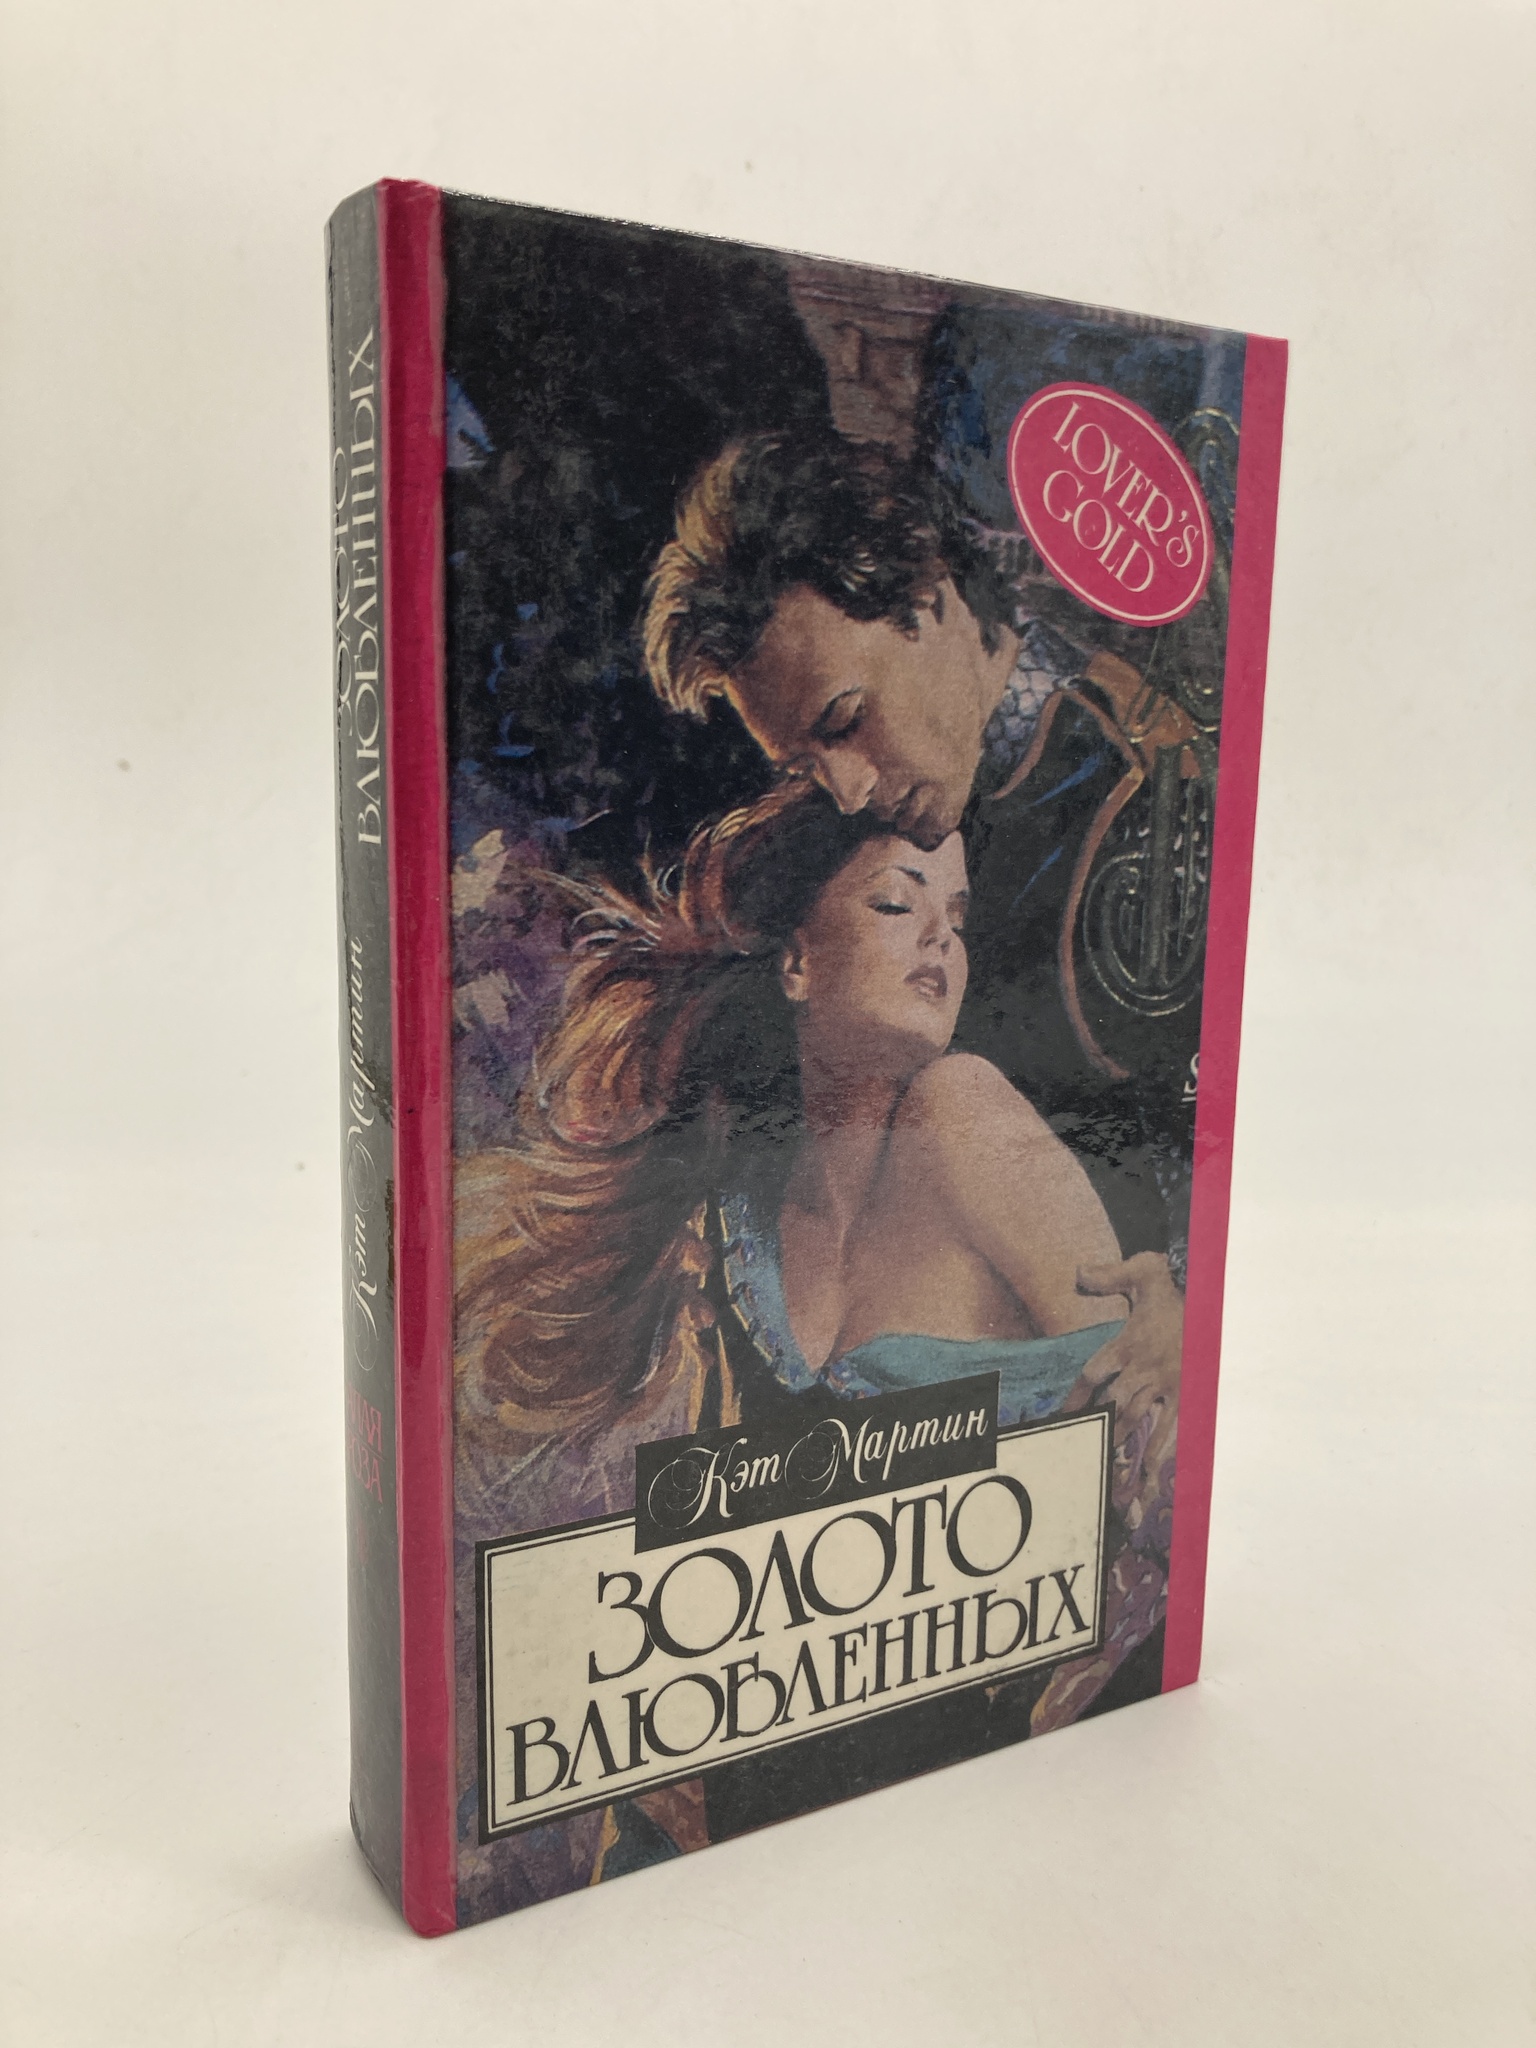 ЗОЛОТО
ВЛЮБЛЕННЫХ
Кэт Мартин
LOVER'S
GOLD
Кэт Мартин
ЗОЛОТО
ВЛЮБЛЕННЫХ